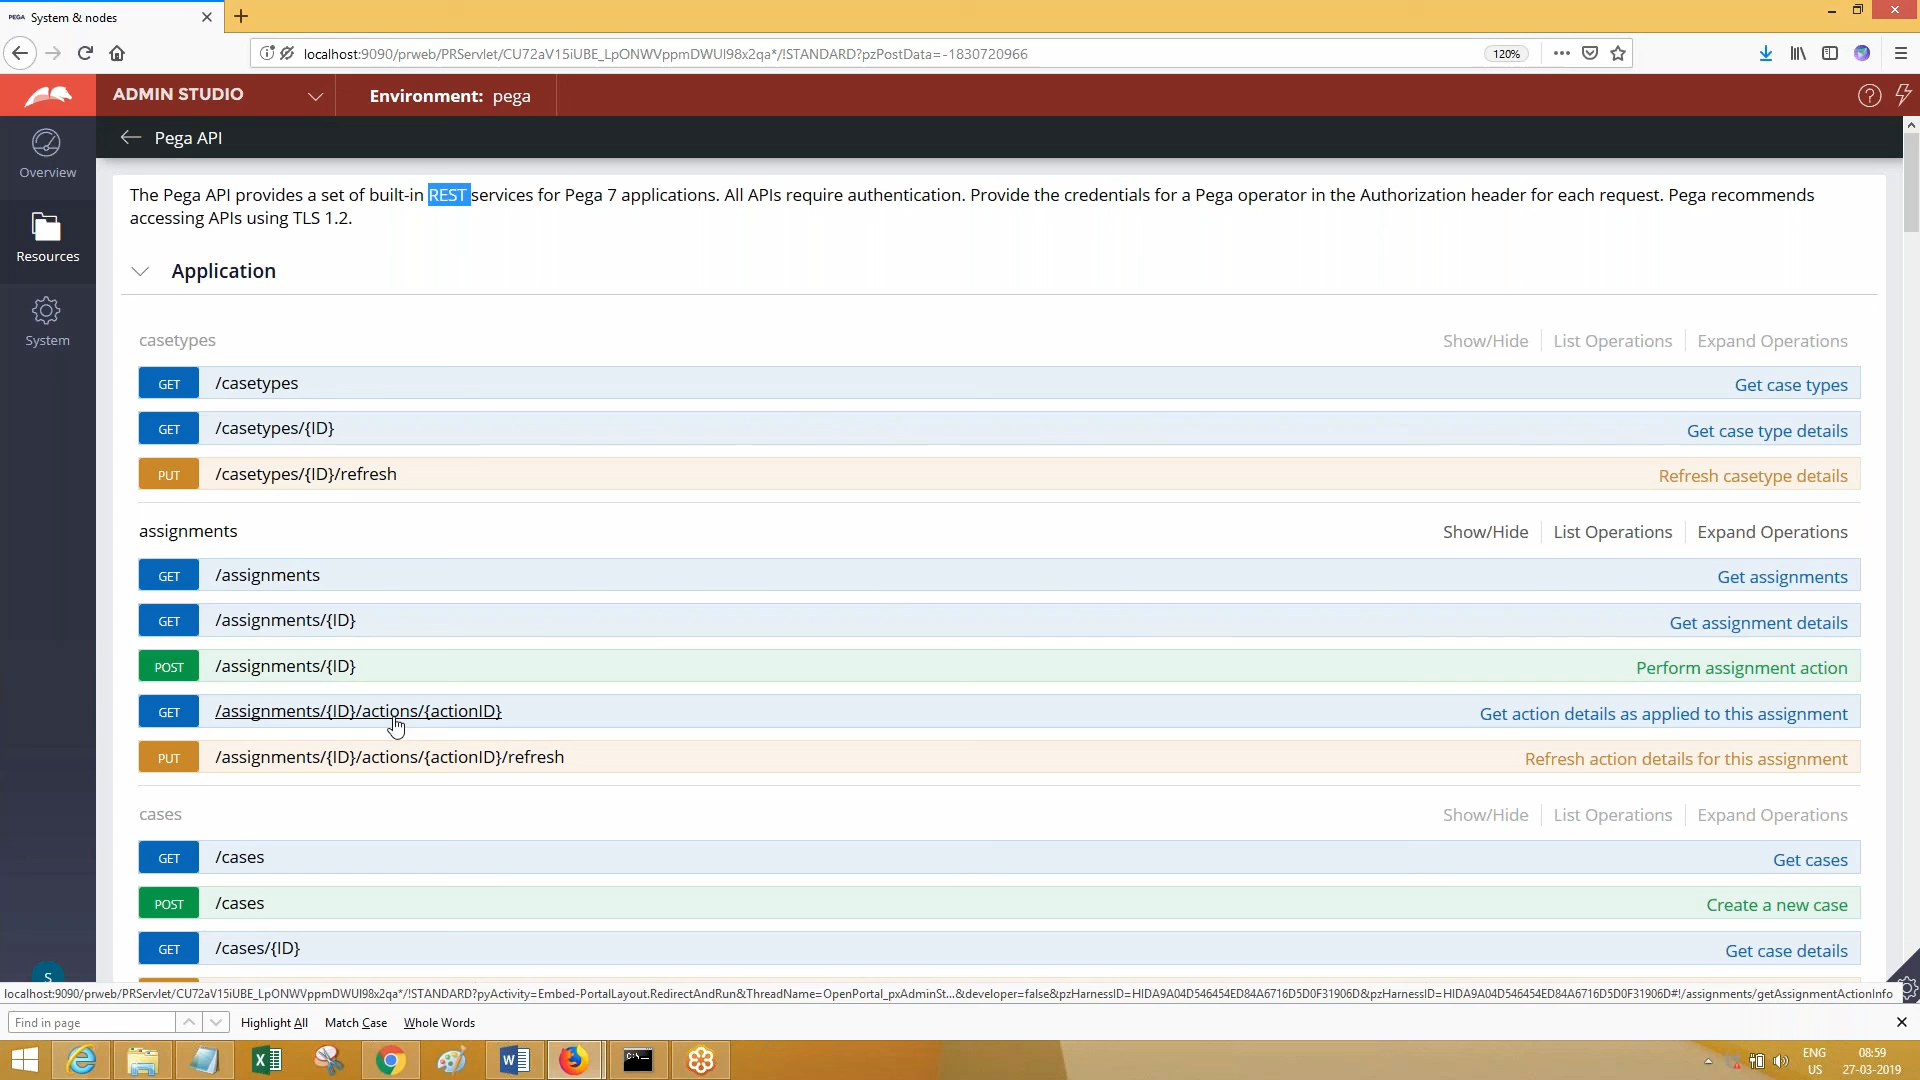 PEGA System & nodes
localhost:9090/prweb/PRServlet/CU72aV15iUBE_LpONWVppmDWUl98x2qa*/!STANDARD?pzPostData=-1830720966
120%
ADMIN STUDIO
Environment: pega
Pega API
Overview
Resources
System
S
The Pega API provides a set of built-in REST services for Pega 7 applications. All APIs require authentication. Provide the credentials for a Pega operator in the Authorization header for each request. Pega recommends
accessing APIs using TLS 1.2.
Application
casetypes Show/Hide List Operations Expand Operations
GET /casetypes Get case types
GET /casetypes/{ID} Get case type details
PUT /casetypes/{ID}/refresh Refresh casetype details
assignments Show/Hide List Operations Expand Operations
GET /assignments Get assignments
GET /assignments/{ID} Get assignment details
POST /assignments/{ID} Perform assignment action
GET /assignments/{ID}/actions/{actionID} Get action details as applied to this assignment
PUT /assignments/{ID}/actions/{actionID}/refresh Refresh action details for this assignment
cases Show/Hide List Operations Expand Operations
GET /cases Get cases
POST /cases Create a new case
GET /cases/{ID} Get case details
localhost:9090/prweb/PRServlet/CU72aV15iUBE_LpONWVppmDWUl98x2qa*/!STANDARD?pyActivity=Embed-PortalLayout.RedirectAndRun&ThreadName=OpenPortal_pxAdminSt...&developer=false&pzHarnessID=HIDA9A04D546454ED84A6716D5D0F31906D&pzHarnessID=HIDA9A04D546454ED84A6716D5D0F31906D#!/assignments/getAssignmentActionInfo
Find in page Highlight All Match Case Whole Words
ENG 08:59
US 27-03-2019